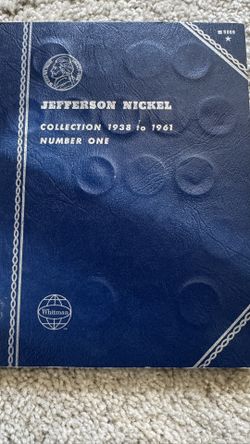 JEFFERSON NICKEL
COLLECTION 1938 to 1961
NUMBER ONE
Whitman